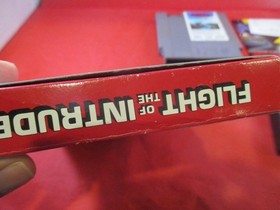 FLIGHT OF THE INTRUDE